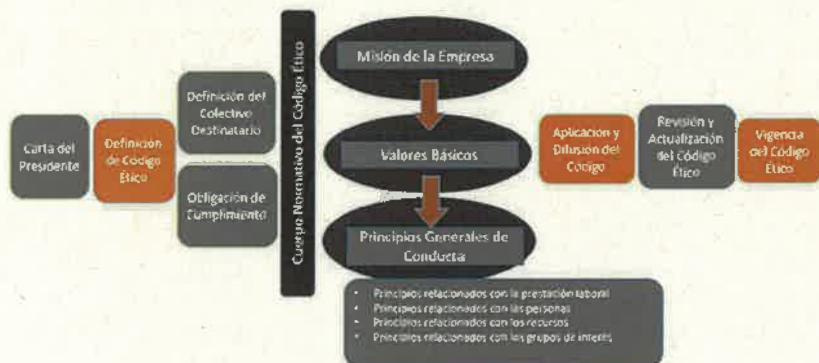 Carta del
Presidente
Definición
de Código
Ético
Definición del
Colectivo
Destinatario
Obligación de
Cumplimiento
Cuerpo Normativo del Código Ético
Misión de la Empresa
Valores Básicos
Principios Generales de
Conducta
• Principios relacionados con la prestación laboral
• Principios relacionados con las personas
• Principios relacionados con los recursos
• Principios relacionados con los grupos de interés
Aplicación y
Difusión del
Código
Revisión y
Actualización
del Código
Ético
Vigencia
del Código
Ético